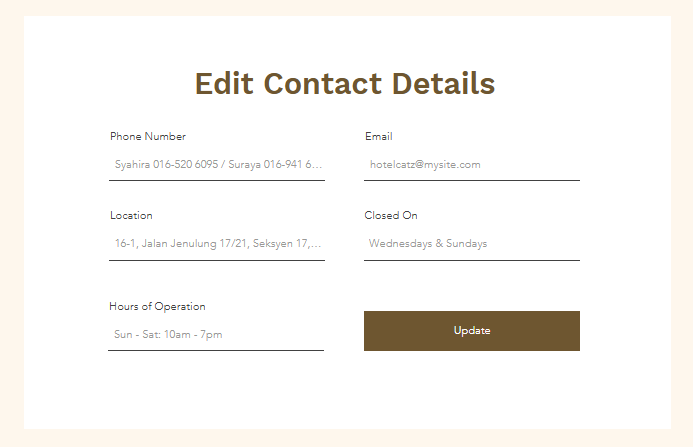 Edit Contact Details
Phone Number
Email
Syahira 016-520 6095 / Suraya 016-941 6...
hotelcatz@mysite.com
Location
Closed On
16-1, Jalan Jenulung 17/21, Seksyen 17,...
Wednesdays & Sundays
Hours of Operation
Sun - Sat: 10am - 7pm
Update